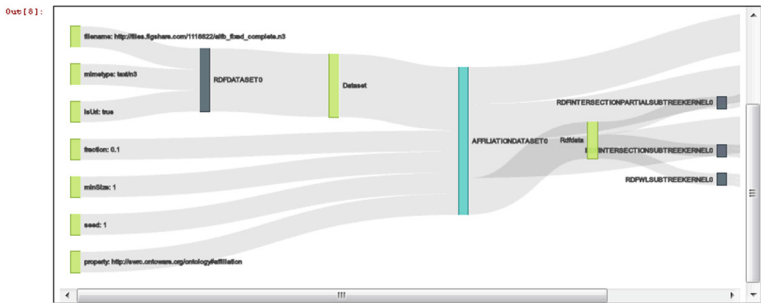 Out[8]:
filename: http://files.figshare.com/1118822/aifb_fixed_complete.n3
mimetype: text/n3
isUrl: true
fraction: 0.1
minSize: 1
seed: 1
property: http://swrc.ontoware.org/ontology#affiliation
RDFDATASET0
Dataset
AFFILIATIONDATASET0
Rdfdata
RDFINTERSECTIONPARTIALSUBTREEKERNEL0
INTERSECTIONSUBTREEKERNEL0
RDFWLSUBTREEKERNEL0